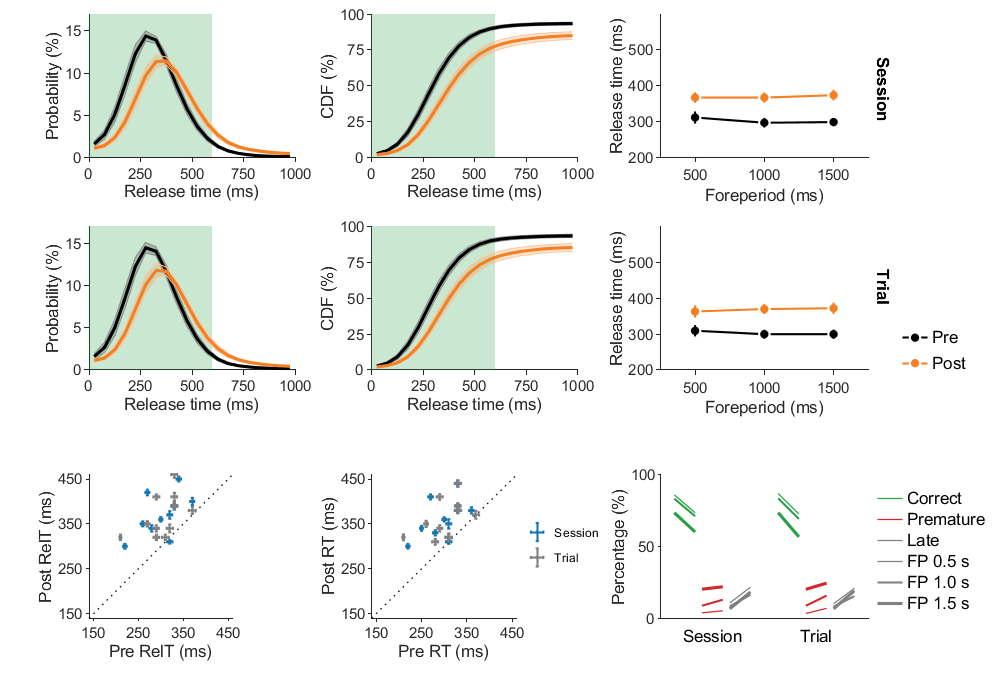 Probability (%)
15
10
5
0
0 250 500 750 1000
Release time (ms)
CDF (%)
100
75
50
25
0
0 250 500 750 1000
Release time (ms)
Release time (ms)
500
400
300
200
500 1000 1500
Foreperiod (ms)
Session
Probability (%)
15
10
5
0
0 250 500 750 1000
Release time (ms)
CDF (%)
100
75
50
25
0
0 250 500 750 1000
Release time (ms)
Release time (ms)
500
400
300
200
500 1000 1500
Foreperiod (ms)
Trial
Pre
Post
Post RelT (ms)
450
350
250
150
150 250 350 450
Pre RelT (ms)
Post RT (ms)
450
350
250
150
150 250 350 450
Pre RT (ms)
Session
Trial
Percentage (%)
100
50
0
Session Trial
Correct
Premature
Late
FP 0.5 s
FP 1.0 s
FP 1.5 s